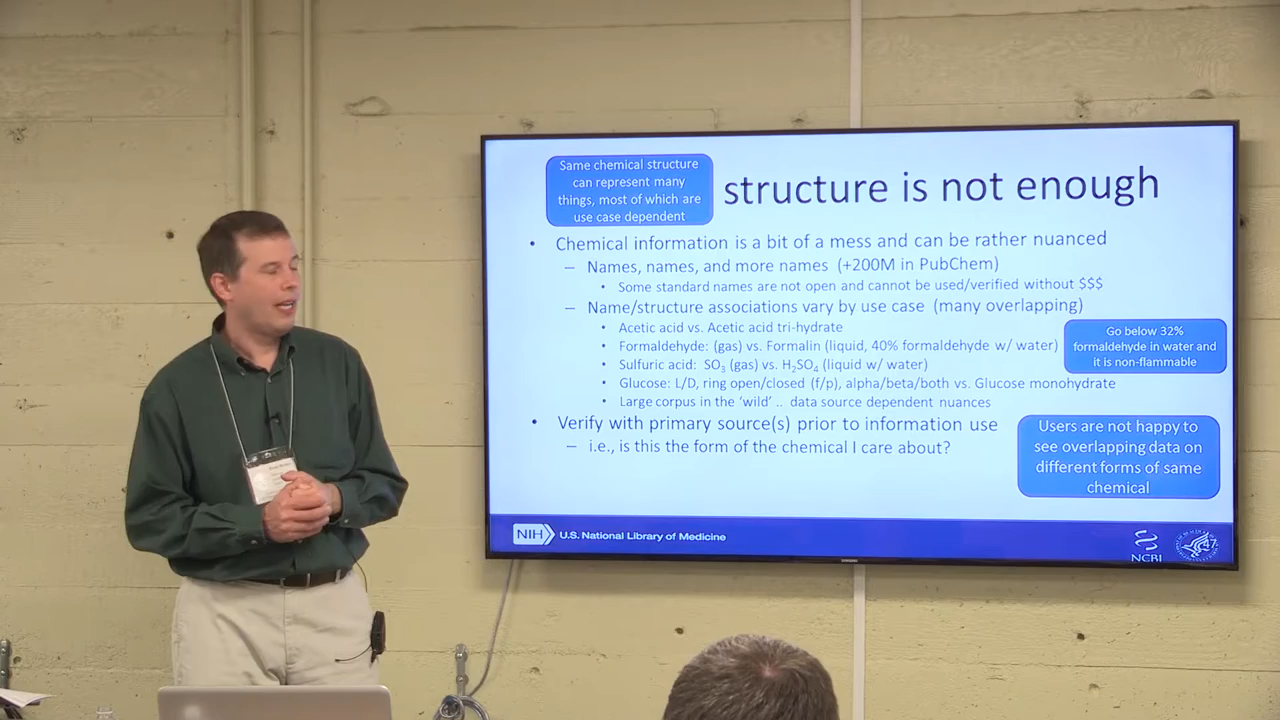 Same chemical structure
can represent many
things, most of which are
use case dependent
structure is not enough
• Chemical information is a bit of a mess and can be rather nuanced
– Names, names, and more names (+200M in PubChem)
• Some standard names are not open and cannot be used/verified without $$$
– Name/structure associations vary by use case (many overlapping)
• Acetic acid vs. Acetic acid tri-hydrate
• Formaldehyde: (gas) vs. Formalin (liquid, 40% formaldehyde w/ water)
• Sulfuric acid: SO₃ (gas) vs. H₂SO₄ (liquid w/ water)
• Glucose: L/D, ring open/closed (f/p), alpha/beta/both vs. Glucose monohydrate
• Large corpus in the 'wild' .. data source dependent nuances
Go below 32%
formaldehyde in water and
it is non-flammable
• Verify with primary source(s) prior to information use
– i.e., is this the form of the chemical I care about?
Users are not happy to
see overlapping data on
different forms of same
chemical
NIH U.S. National Library of Medicine
NCBI